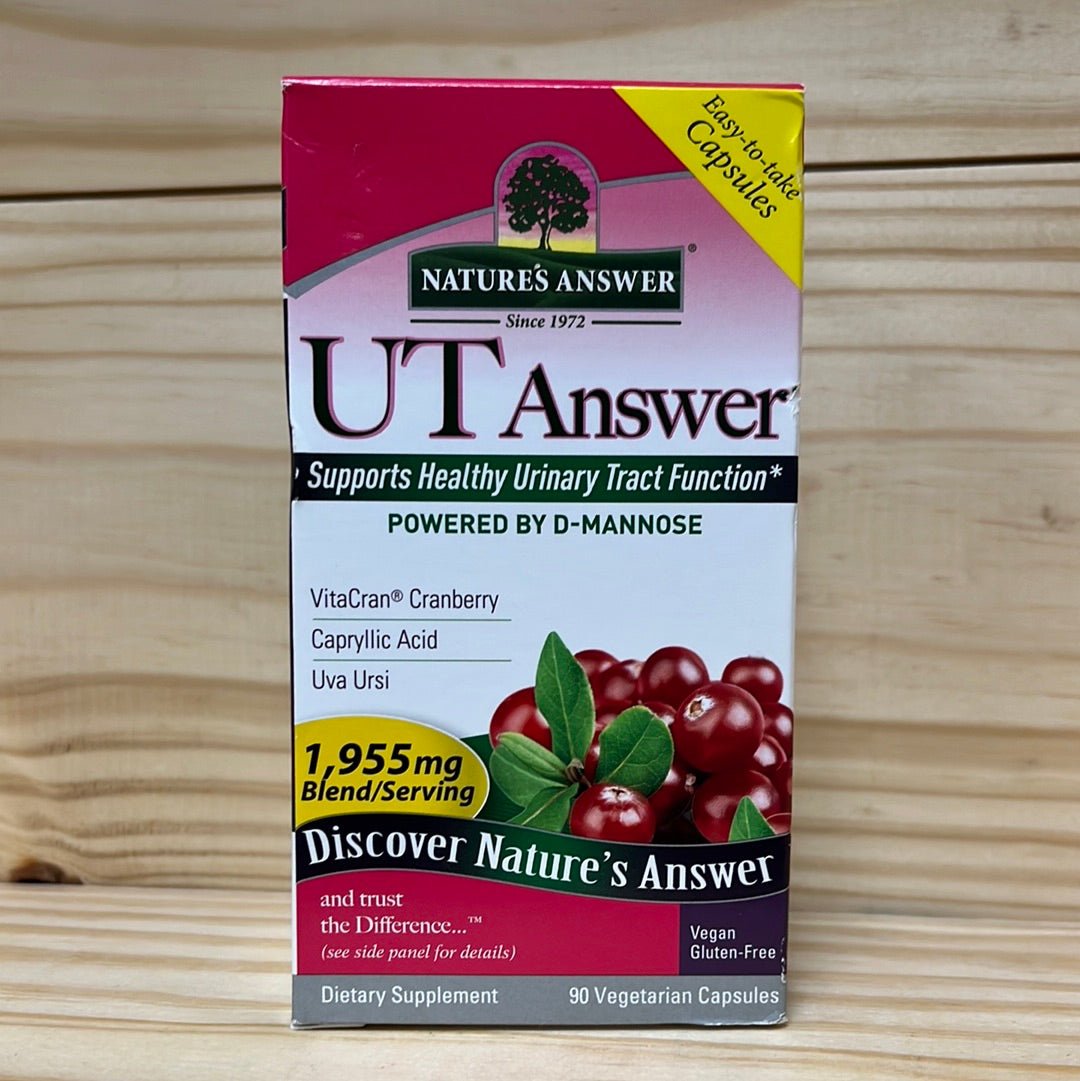 Easy-to-take
Capsules
NATURE'S ANSWER®
Since 1972
UT Answer
Supports Healthy Urinary Tract Function*
POWERED BY D-MANNOSE
VitaCran® Cranberry
Capryllic Acid
Uva Ursi
1,955mg
Blend/Serving
Discover Nature's Answer
and trust
the Difference...™
(see side panel for details)
Vegan
Gluten-Free
Dietary Supplement
90 Vegetarian Capsules